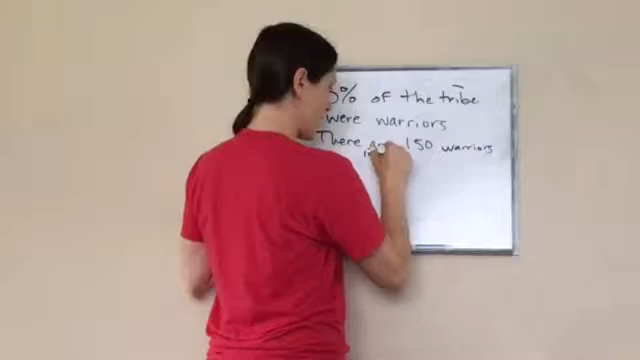 % of the tribe
were warriors
There 150 warriors